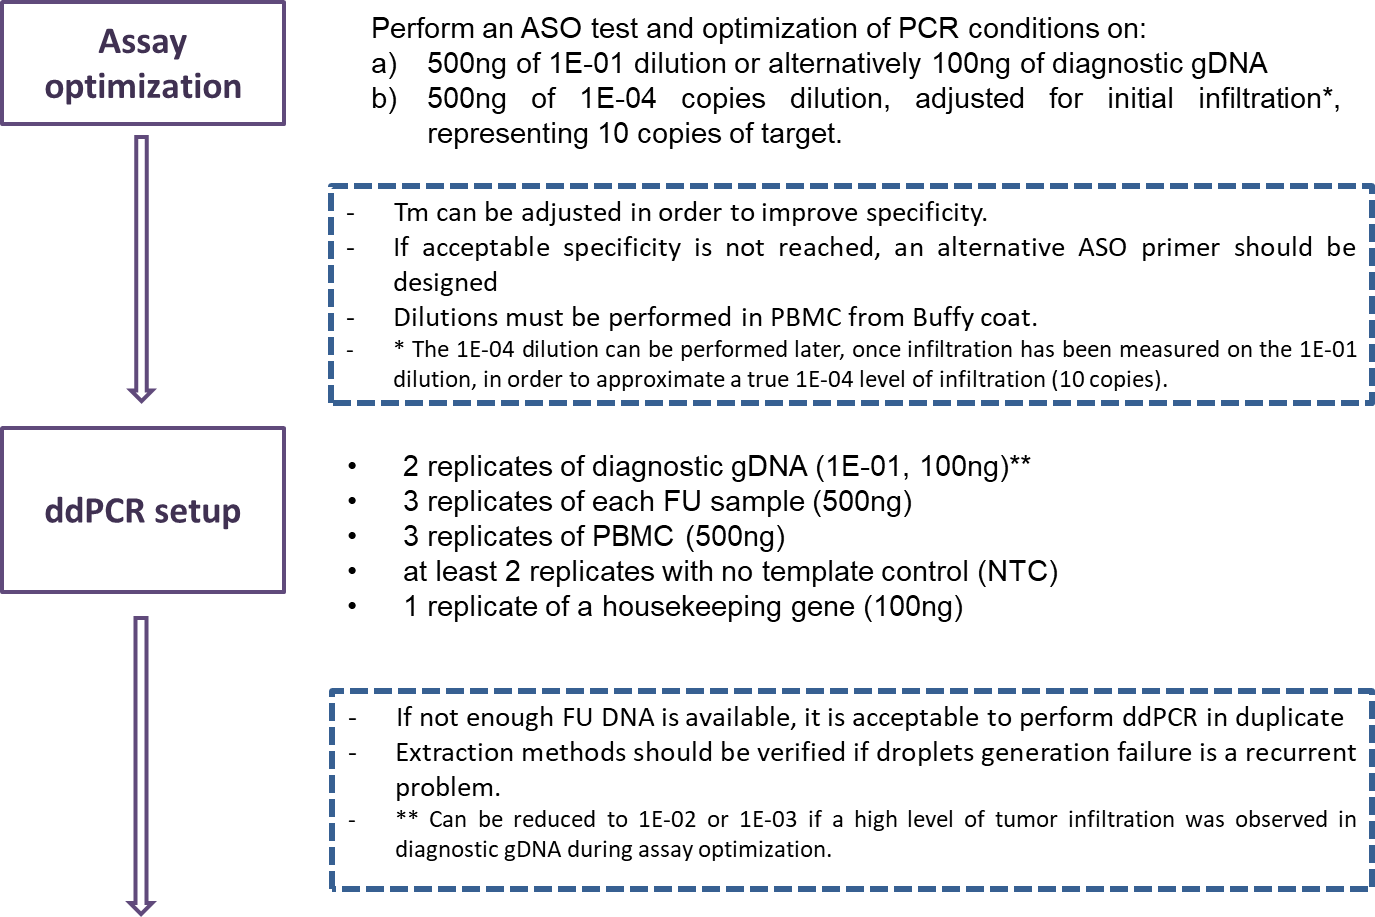 Assay
optimization
Perform an ASO test and optimization of PCR conditions on:
a) 500ng of 1E-01 dilution or alternatively 100ng of diagnostic gDNA
b) 500ng of 1E-04 copies dilution, adjusted for initial infiltration*,
representing 10 copies of target.
- Tm can be adjusted in order to improve specificity.
- If acceptable specificity is not reached, an alternative ASO primer should be
designed
- Dilutions must be performed in PBMC from Buffy coat.
- * The 1E-04 dilution can be performed later, once infiltration has been measured on the 1E-01
dilution, in order to approximate a true 1E-04 level of infiltration (10 copies).
ddPCR setup
• 2 replicates of diagnostic gDNA (1E-01, 100ng)**
• 3 replicates of each FU sample (500ng)
• 3 replicates of PBMC (500ng)
• at least 2 replicates with no template control (NTC)
• 1 replicate of a housekeeping gene (100ng)
- If not enough FU DNA is available, it is acceptable to perform ddPCR in duplicate
- Extraction methods should be verified if droplets generation failure is a recurrent
problem.
- ** Can be reduced to 1E-02 or 1E-03 if a high level of tumor infiltration was observed in
diagnostic gDNA during assay optimization.